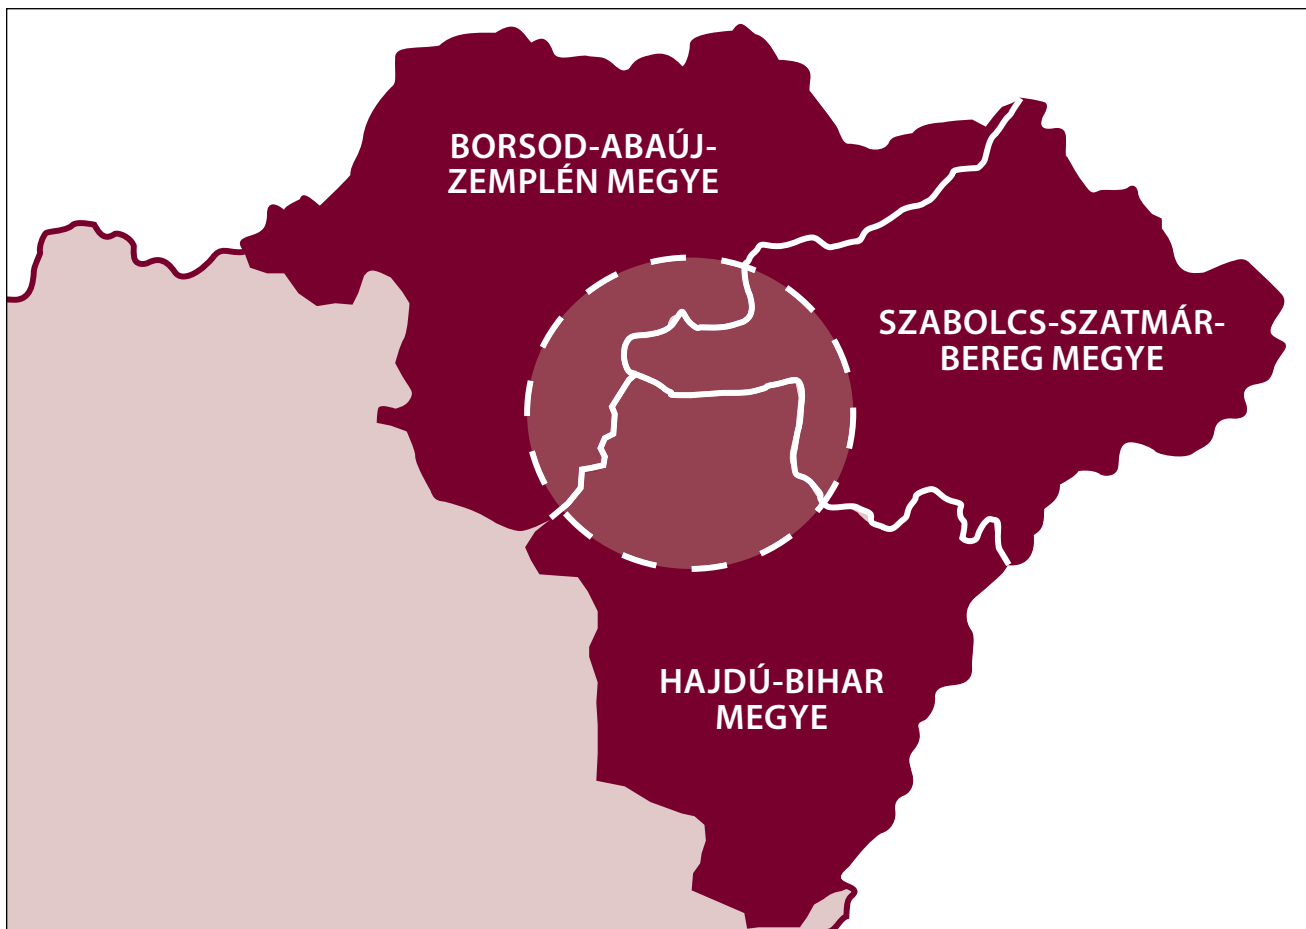 BORSOD-ABAÚJ-
ZEMPLÉN MEGYE
SZABOLCS-SZATMÁR-
BEREG MEGYE
HAJDÚ-BIHAR
MEGYE